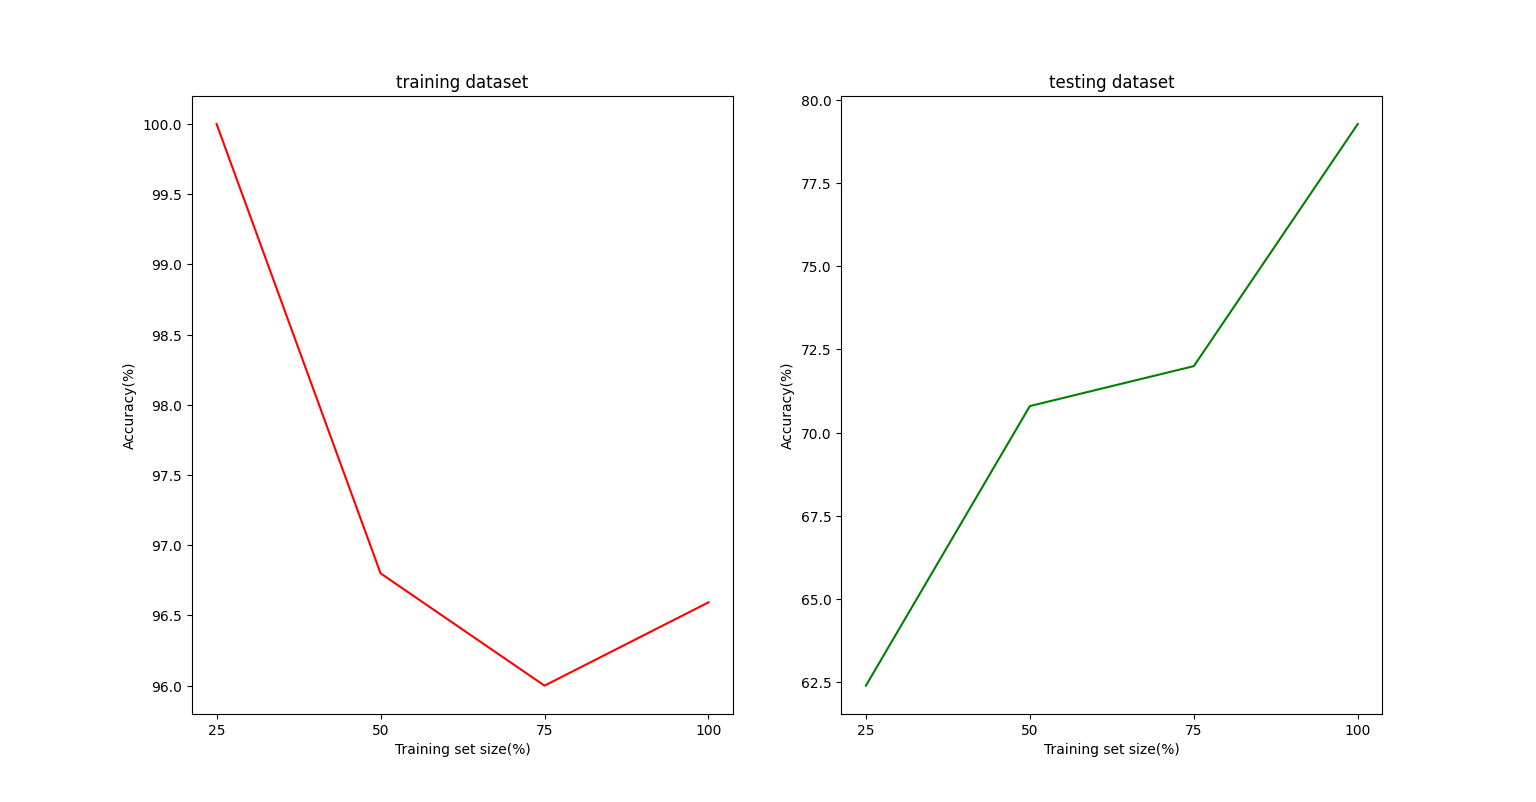 training dataset
100.0
99.5
99.0
98.5
98.0
97.5
97.0
96.5
96.0
Accuracy(%)
25 50 75 100
Training set size(%)
testing dataset
80.0
77.5
75.0
72.5
70.0
67.5
65.0
62.5
Accuracy(%)
25 50 75 100
Training set size(%)